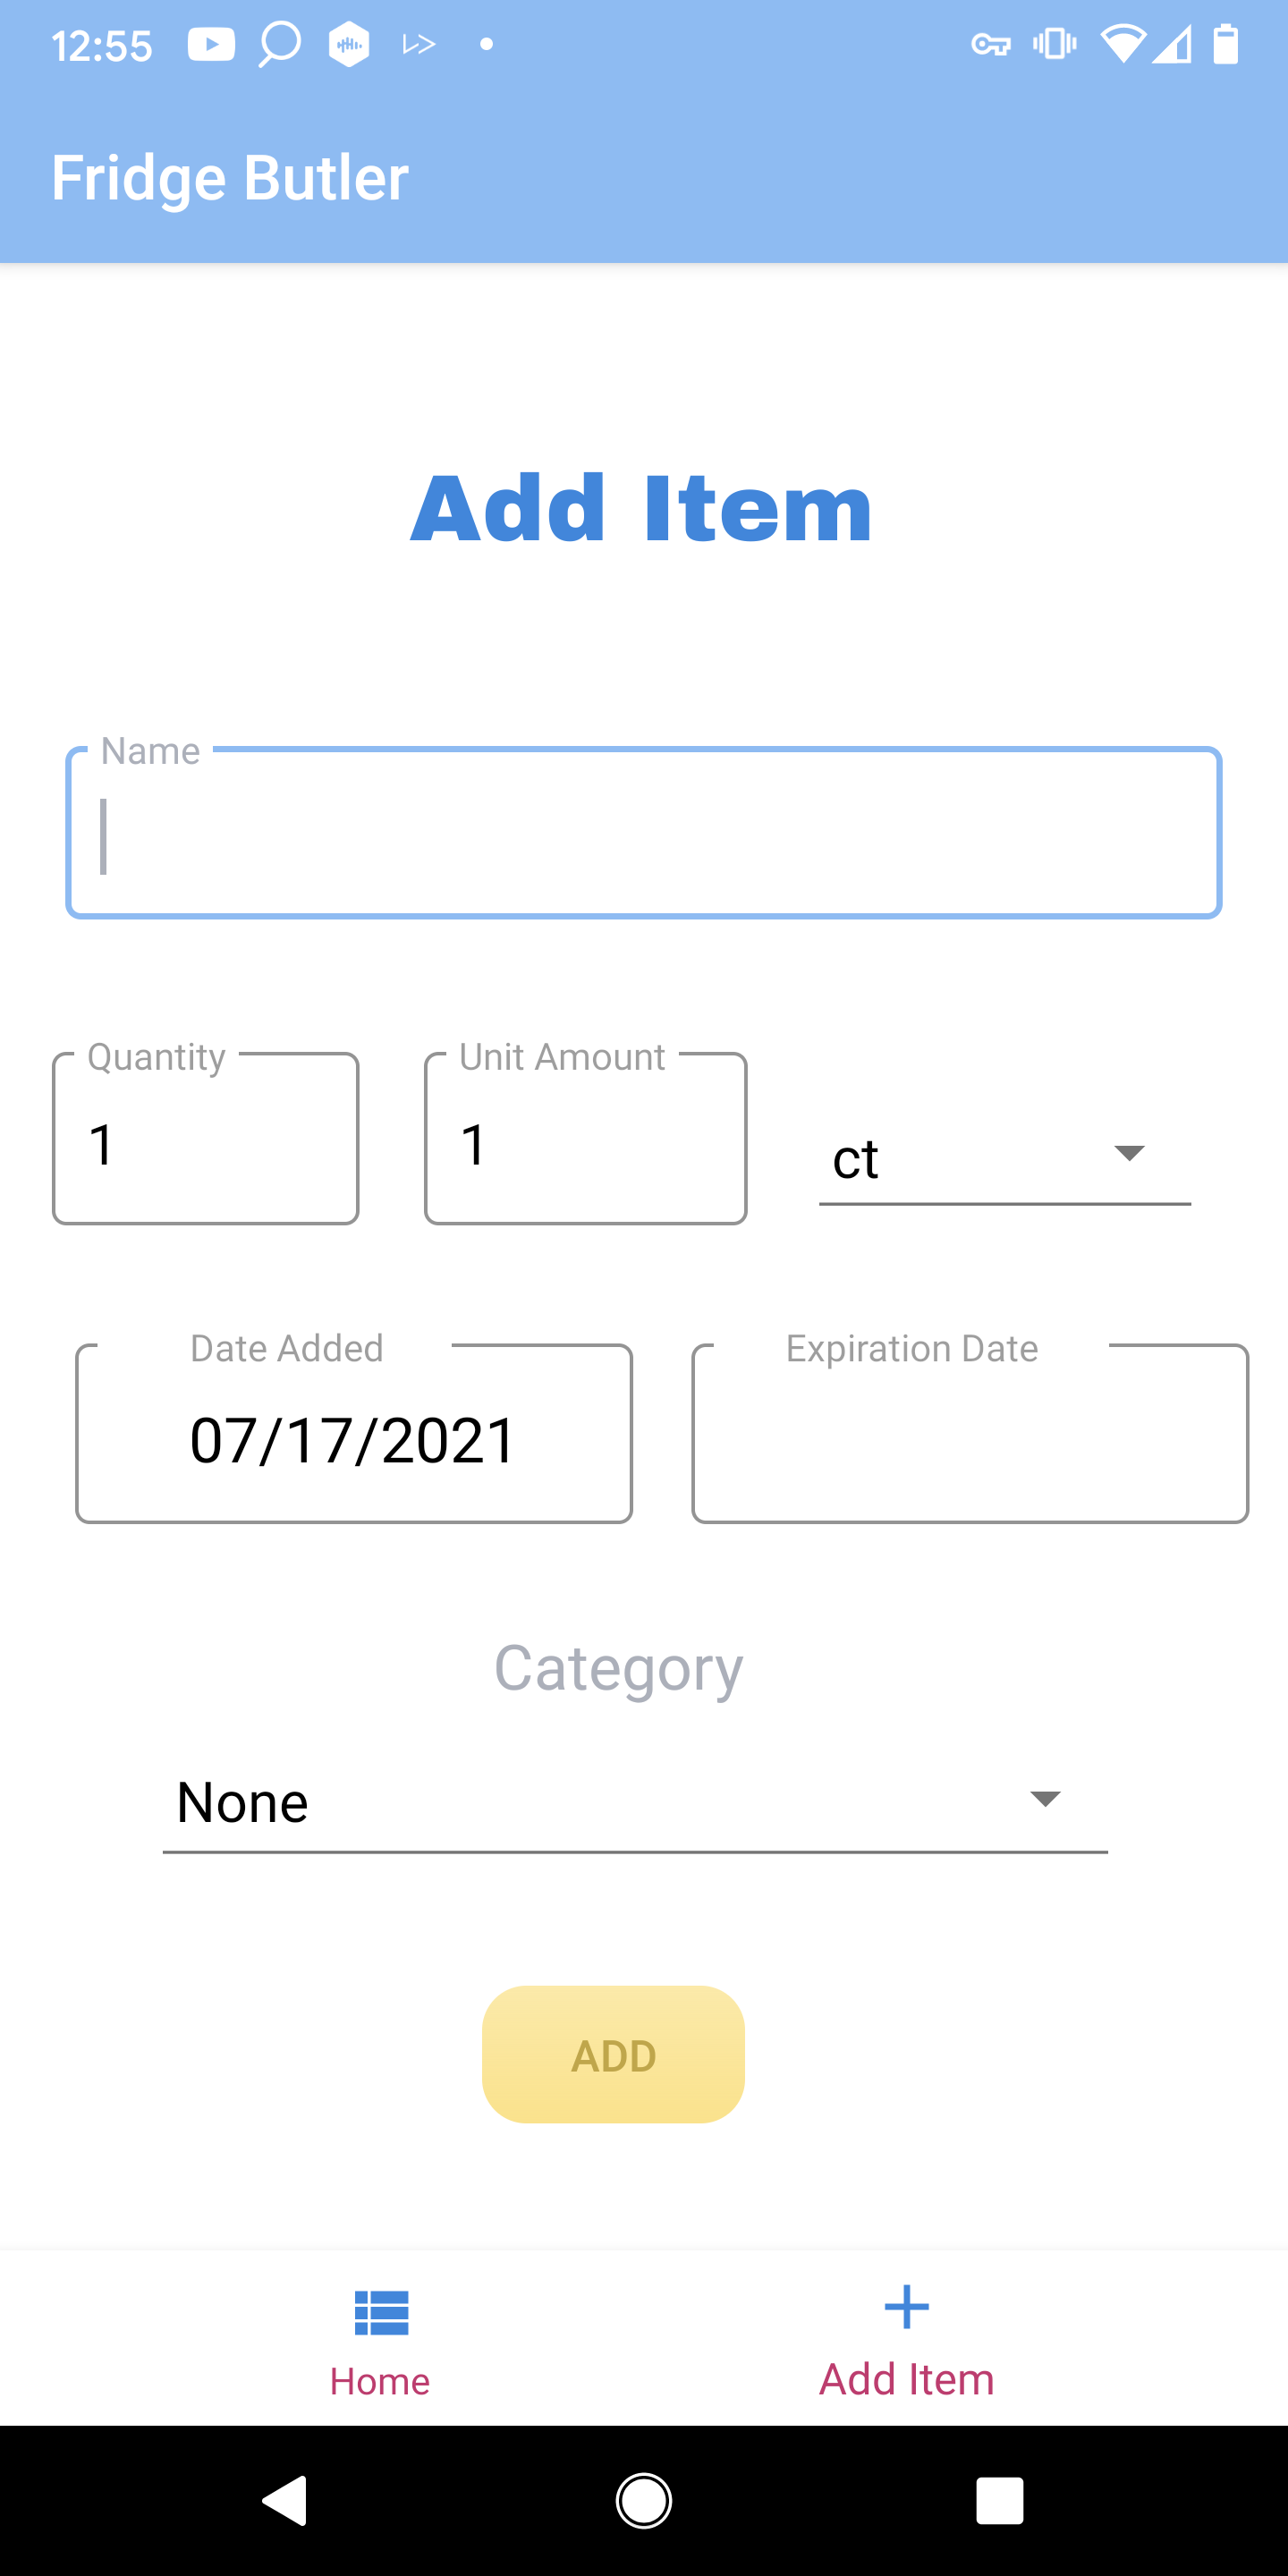 12:55
Fridge Butler
Add Item
Name
Quantity
Unit Amount
1
1
ct
Date Added
Expiration Date
07/17/2021
Category
None
ADD
Home
Add Item